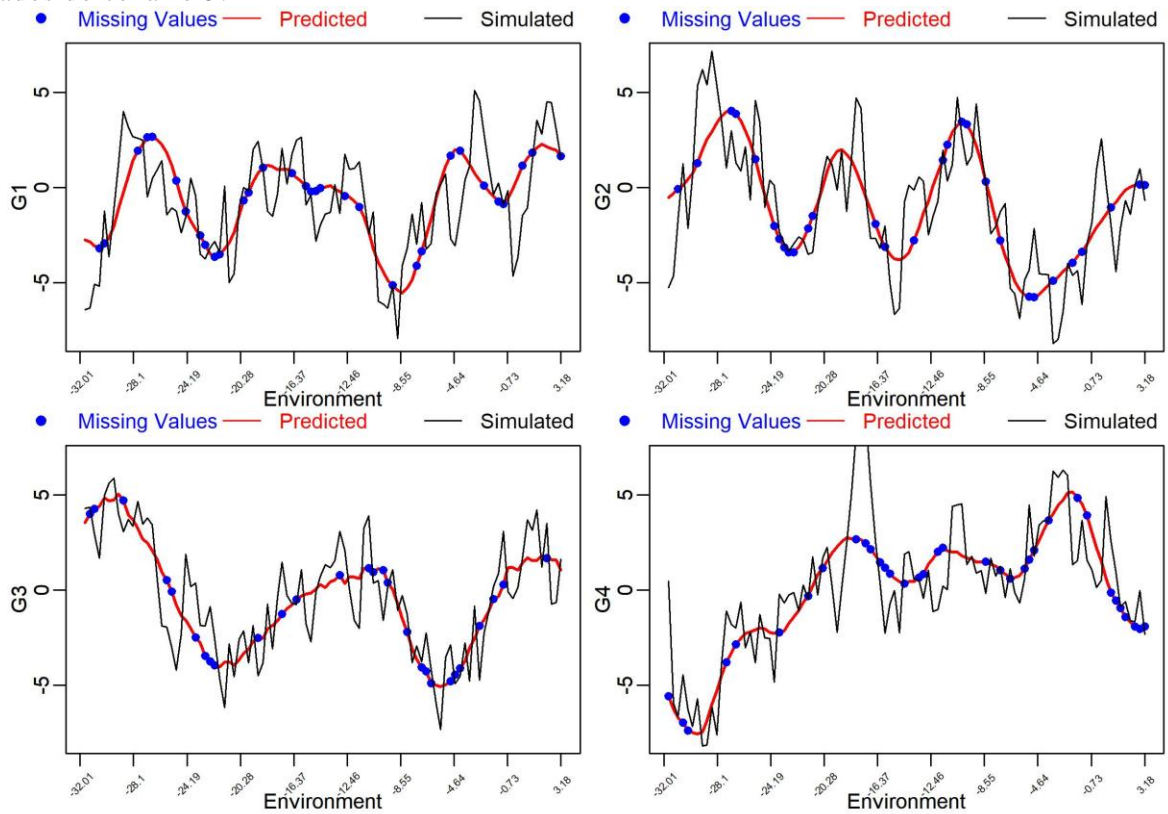 Missing Values Predicted Simulated
Missing Values Predicted Simulated
G1
5
0
-5
-32.01 -28.1 -24.19 -20.28 -16.37 -12.46 -8.55 -4.64 -0.73 3.18
Environment
G2
5
0
-5
-32.01 -28.1 -24.19 -20.28 -16.37 -12.46 -8.55 -4.64 -0.73 3.18
Environment
Missing Values Predicted Simulated
Missing Values Predicted Simulated
G3
5
0
-5
-32.01 -28.1 -24.19 -20.28 -16.37 -12.46 -8.55 -4.64 -0.73 3.18
Environment
G4
5
0
-5
-32.01 -28.1 -24.19 -20.28 -16.37 -12.46 -8.55 -4.64 -0.73 3.18
Environment